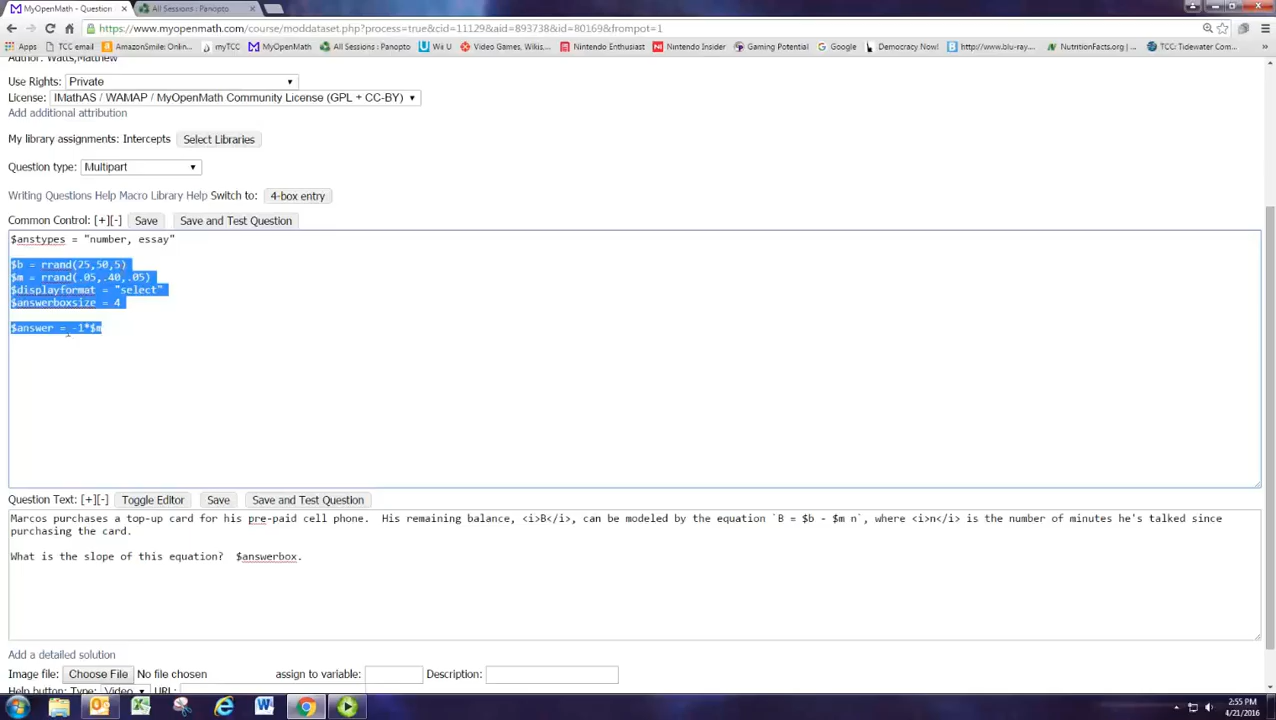 MyOpenMath - Question
All Sessions : Panopto
https://www.myopenmath.com/course/moddataset.php?process=true&cid=11129&aid=893738&id=80169&frompot=1
Apps TCC email AmazonSmile: Onlin... myTCC MyOpenMath All Sessions : Panopto Wii U Video Games, Wikis,... Nintendo Enthusiast Nintendo Insider Gaming Potential Google Democracy Now! http://www.blu-ray.... NutritionFacts.org |... TCC: Tidewater Com...
Author: Watts,Matthew
Use Rights: Private
License: IMathAS / WAMAP / MyOpenMath Community License (GPL + CC-BY)
Add additional attribution
My library assignments: Intercepts Select Libraries
Question type: Multipart
Writing Questions Help Macro Library Help Switch to: 4-box entry
Common Control: [+][-] Save Save and Test Question
$anstypes = "number, essay"
$b = rrand(25,50,5)
$m = rrand(.05,.40,.05)
$displayformat = "select"
$answerboxsize = 4
$answer = -1*$m
Question Text: [+][-] Toggle Editor Save Save and Test Question
Marcos purchases a top-up card for his pre-paid cell phone. His remaining balance, <i>B</i>, can be modeled by the equation `B = $b - $m n`, where <i>n</i> is the number of minutes he's talked since
purchasing the card.
What is the slope of this equation? $answerbox.
Add a detailed solution
Image file: Choose File No file chosen assign to variable: Description:
Help button: Type: Video URL:
2:55 PM
4/21/2016